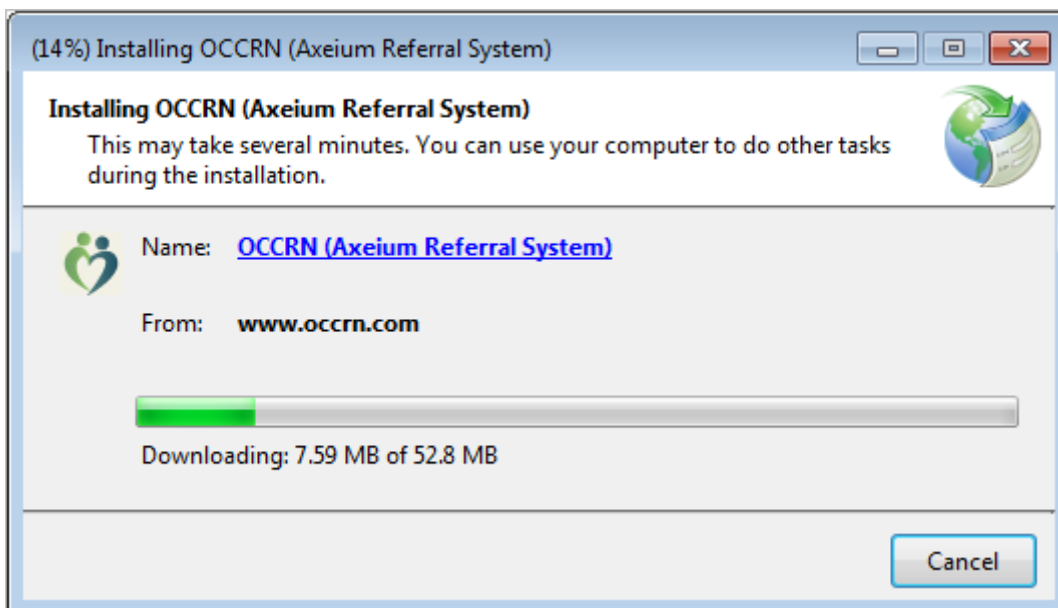 (14%) Installing OCCRN (Axeium Referral System)
Installing OCCRN (Axeium Referral System)
This may take several minutes. You can use your computer to do other tasks
during the installation.
Name: OCCRN (Axeium Referral System)
From: www.occrn.com
Downloading: 7.59 MB of 52.8 MB
Cancel